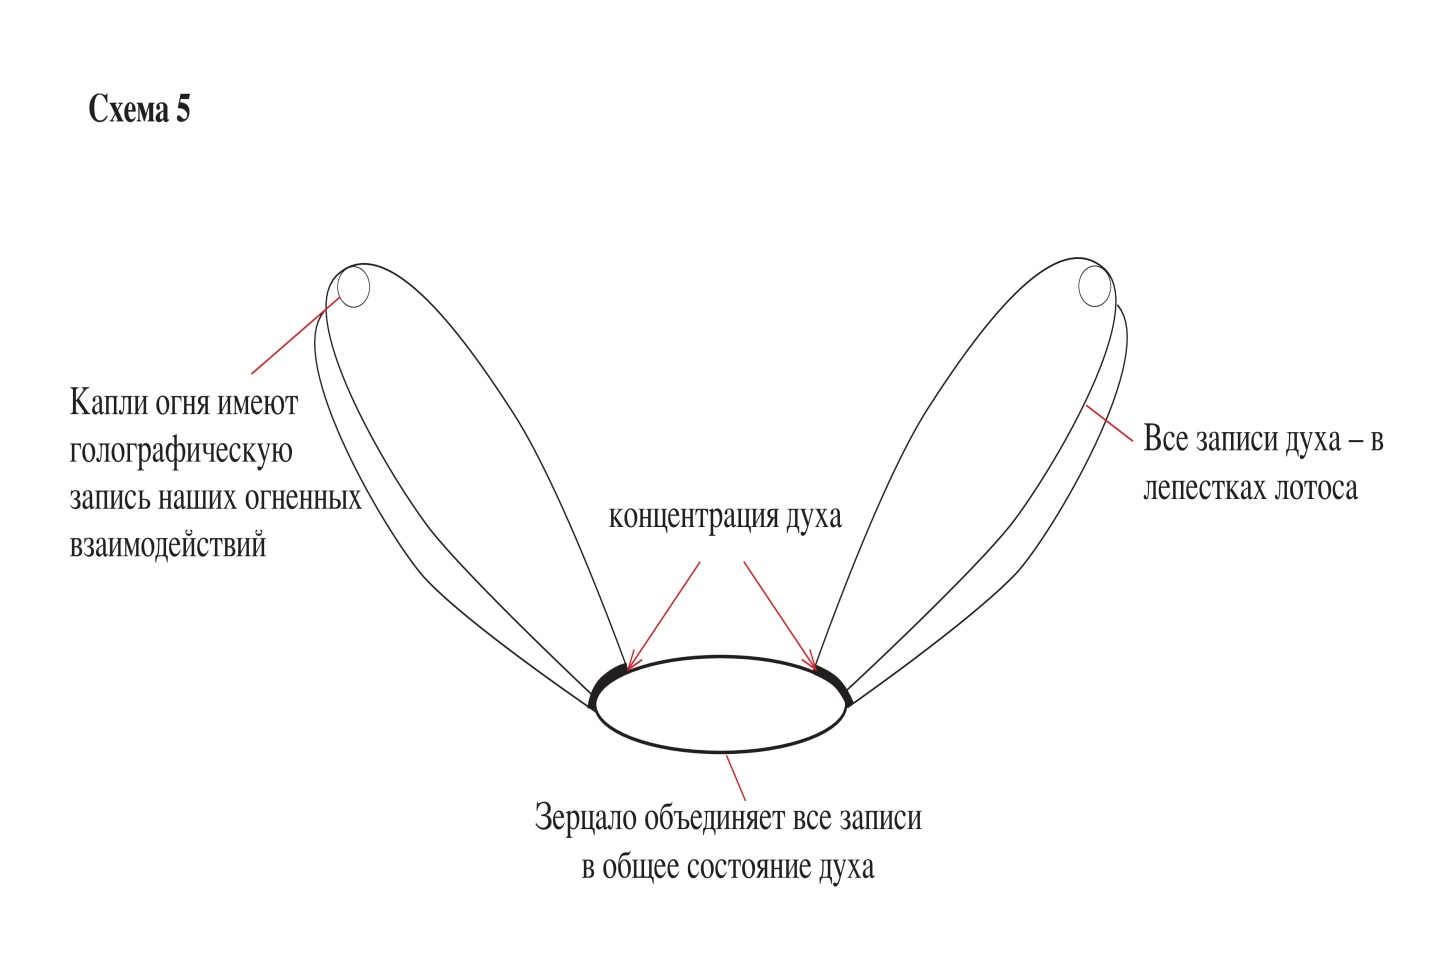 Схема 5
Капли огня имеют
голографическую
запись наших огненных
взаимодействий
концентрация духа
Все записи духа – в
лепестках лотоса
Зерцало объединяет все записи
в общее состояние духа